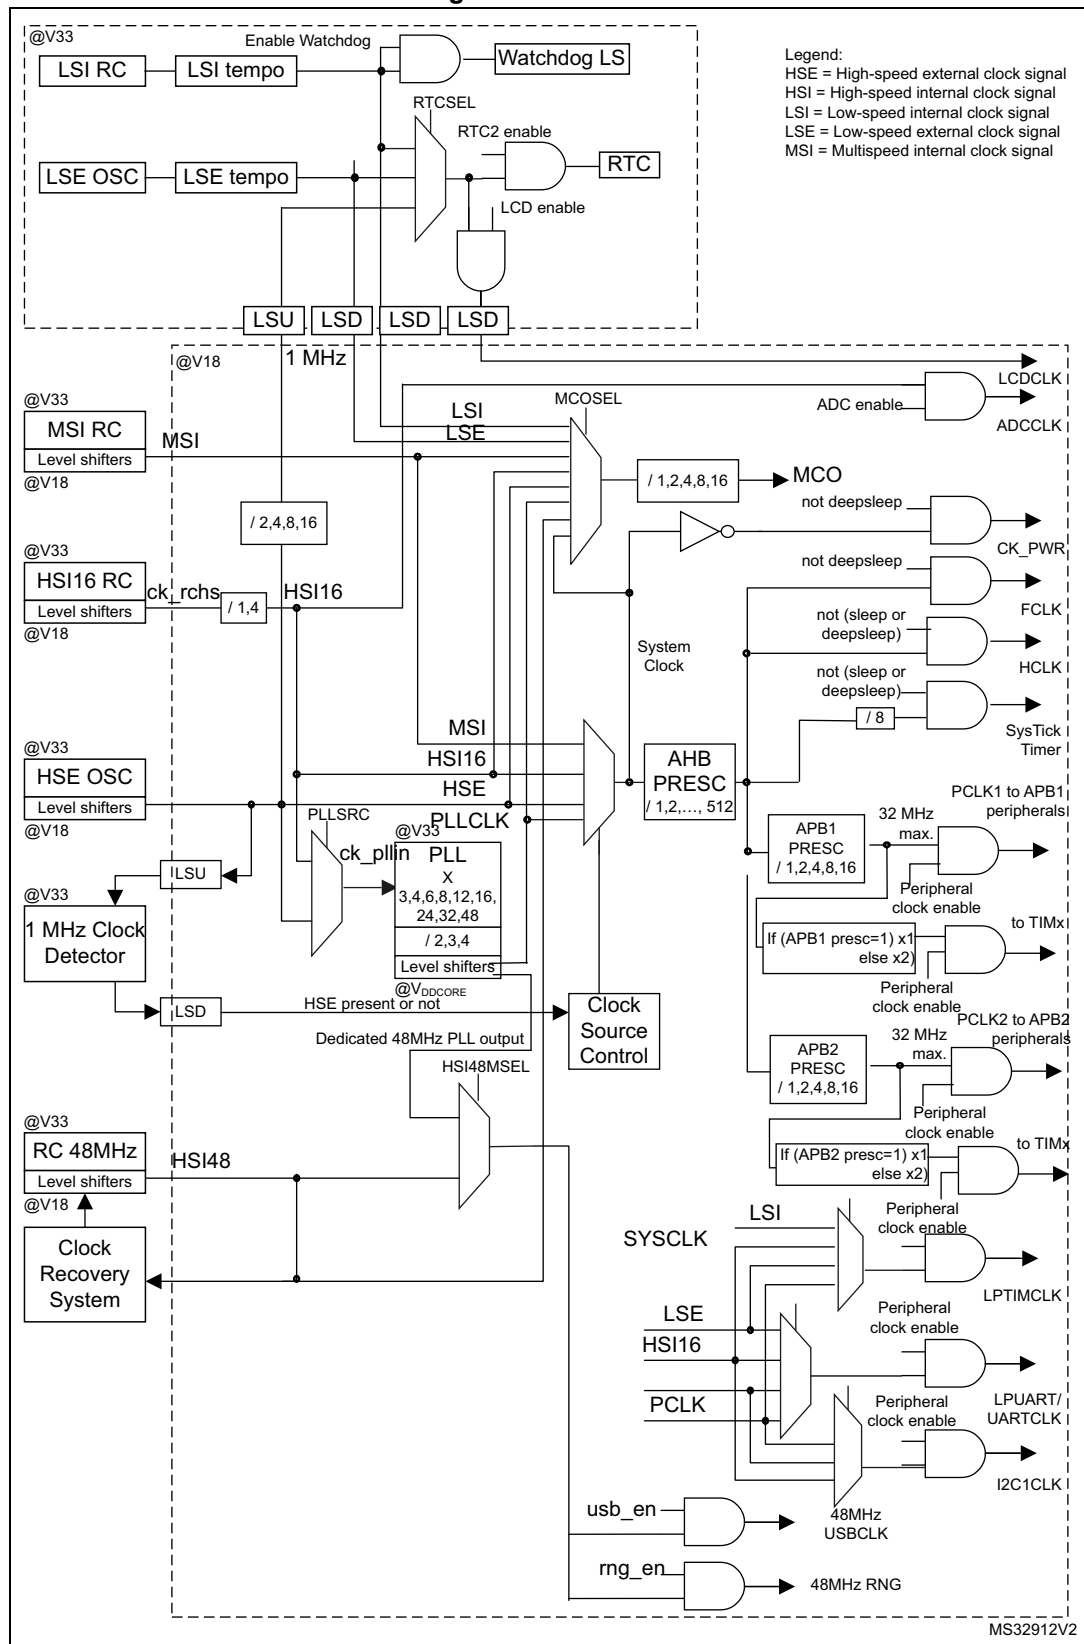 @V33
Enable Watchdog
LSI RC
LSI tempo
Watchdog LS
Legend:
HSE = High-speed external clock signal
HSI = High-speed internal clock signal
LSI = Low-speed internal clock signal
LSE = Low-speed external clock signal
MSI = Multispeed internal clock signal
RTCSEL
RTC2 enable
LSE OSC
LSE tempo
RTC
LCD enable
LSU
LSD
LSD
LSD
@V18
1 MHz
LCDCLK
@V33
MSI RC
Level shifters
@V18
MSI
LSI
LSE
MCOSEL
ADC enable
ADCCLK
/ 1,2,4,8,16
MCO
/ 2,4,8,16
not deepsleep
CK_PWR
@V33
HSI16 RC
Level shifters
@V18
ck_rchs
/ 1,4
HSI16
not deepsleep
FCLK
System
Clock
not (sleep or
deepsleep)
HCLK
not (sleep or
deepsleep)
/ 8
SysTick
Timer
@V33
HSE OSC
Level shifters
@V18
MSI
HSI16
HSE
PLLCLK
AHB
PRESC
/ 1,2,…, 512
PCLK1 to APB1
peripherals
32 MHz
max.
APB1
PRESC
/ 1,2,4,8,16
Peripheral
clock enable
PLLSRC
ck_pllin
@V33
PLL
X
3,4,6,8,12,16,
24,32,48
/ 2,3,4
Level shifters
@VDDCORE
LSU
@V33
1 MHz Clock
Detector
LSD
HSE present or not
Clock
Source
Control
If (APB1 presc=1) x1
else x2)
to TIMx
Peripheral
clock enable
PCLK2 to APB2
peripherals
32 MHz
max.
APB2
PRESC
/ 1,2,4,8,16
Peripheral
clock enable
Dedicated 48MHz PLL output
HSI48MSEL
If (APB2 presc=1) x1
else x2)
to TIMx
Peripheral
clock enable
@V33
RC 48MHz
Level shifters
@V18
HSI48
Clock
Recovery
System
LSI
SYSCLK
LPTIMCLK
LSE
HSI16
PCLK
Peripheral
clock enable
LPUART/
UARTCLK
Peripheral
clock enable
I2C1CLK
usb_en
48MHz
USBCLK
rng_en
48MHz RNG
MS32912V2